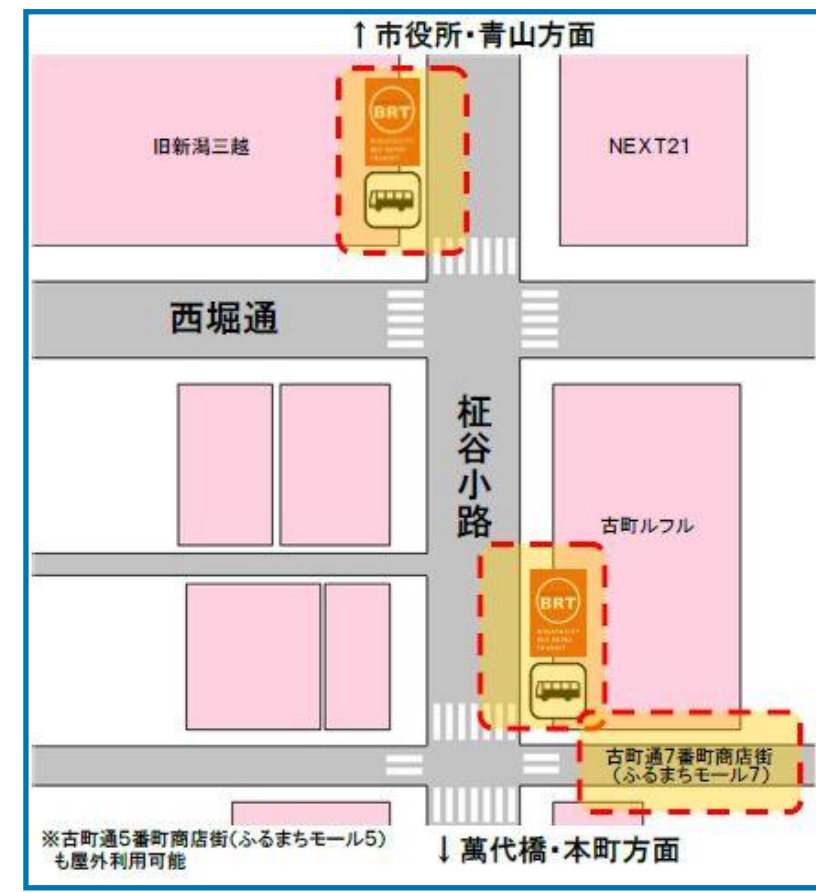 ↑市役所・青山方面
BRT
旧新潟三越
NEXT21
西堀通
柾谷小路
古町ルフル
BRT
古町通7番町商店街
(ふるまちモール7)
※古町通5番町商店街(ふるまちモール5)
も屋外利用可能
↓萬代橋・本町方面